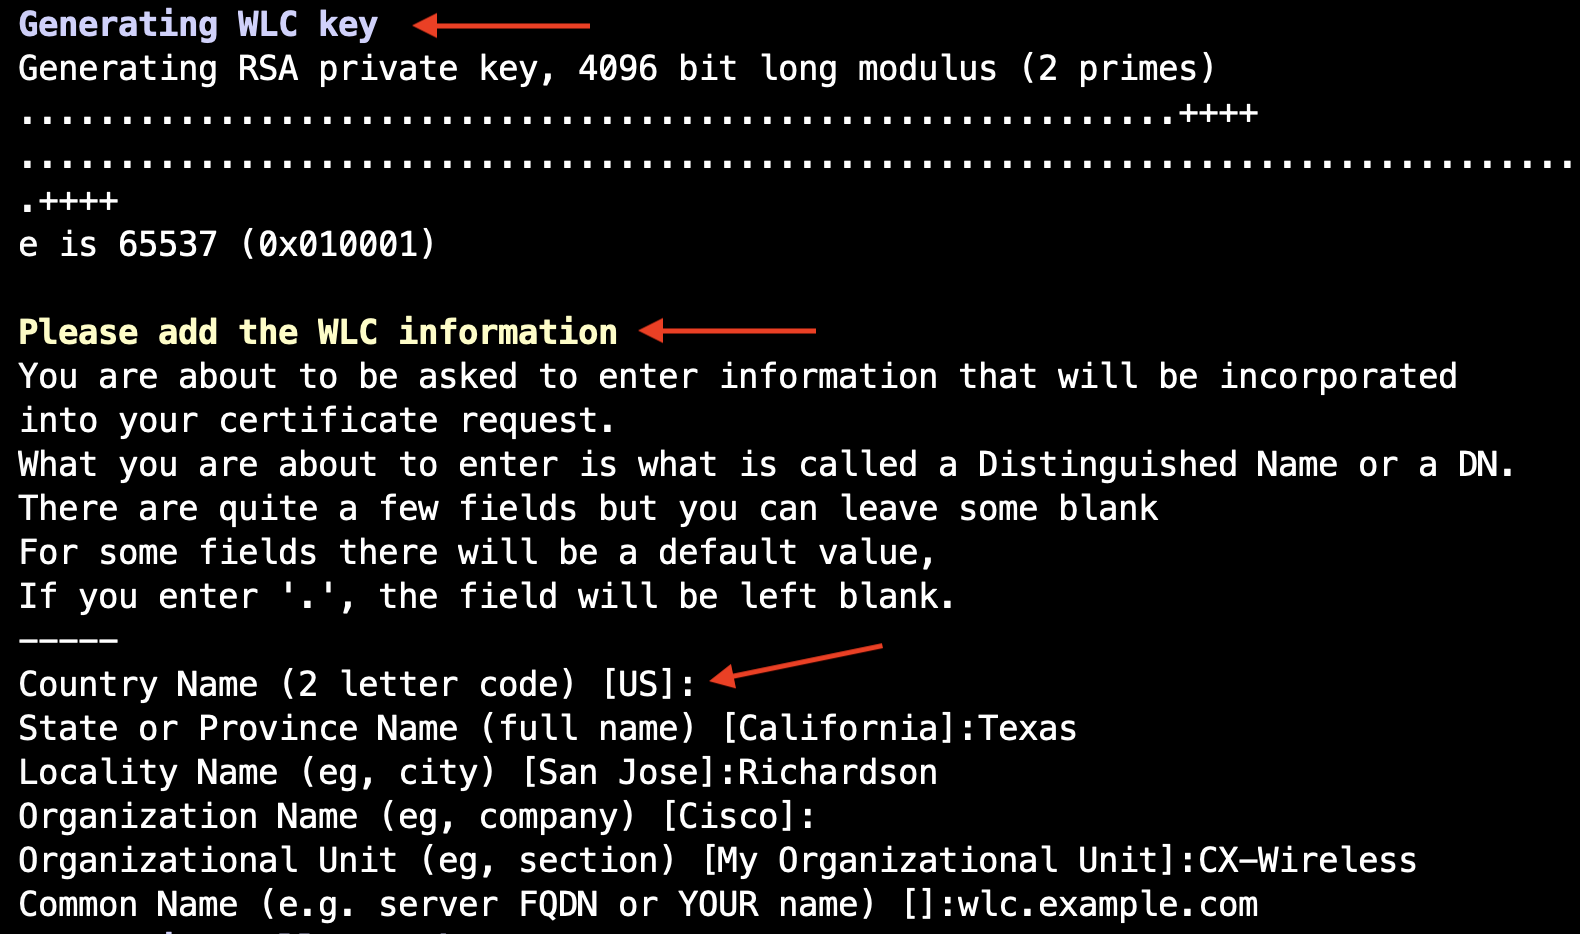 Generating WLC key
Generating RSA private key, 4096 bit long modulus (2 primes)
..........................................................++++
..............................................................................
.++++
e is 65537 (0x010001)
Please add the WLC information
You are about to be asked to enter information that will be incorporated
into your certificate request.
What you are about to enter is what is called a Distinguished Name or a DN.
There are quite a few fields but you can leave some blank
For some fields there will be a default value,
If you enter '.', the field will be left blank.
-----
Country Name (2 letter code) [US]:
State or Province Name (full name) [California]:Texas
Locality Name (eg, city) [San Jose]:Richardson
Organization Name (eg, company) [Cisco]:
Organizational Unit (eg, section) [My Organizational Unit]:CX-Wireless
Common Name (e.g. server FQDN or YOUR name) []:wlc.example.com